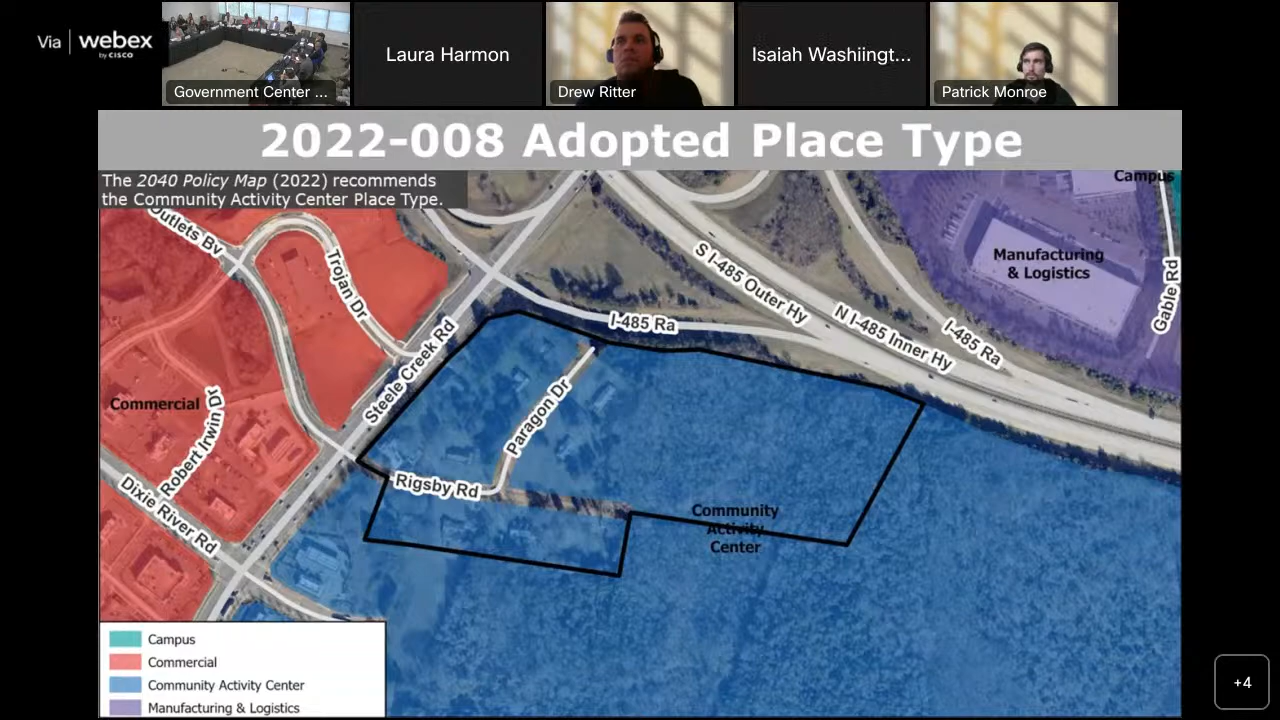 Via | webex
by CISCO
Government Center ...
Laura Harmon
Drew Ritter
Isaiah Washiingt...
Patrick Monroe
2022-008 Adopted Place Type
The 2040 Policy Map (2022) recommends
the Community Activity Center Place Type.
Campus
Outlets Bv
Trojan Dr
S I-485 Outer Hy
Manufacturing
& Logistics
Gable Rd
I-485 Ra
N I-485 Inner Hy
I-485 Ra
Steele Creek Rd
Commercial
Robert Irwin Dr
Paragon Dr
Rigsby Rd
Dixie River Rd
Community
Activity
Center
Campus
Commercial
Community Activity Center
Manufacturing & Logistics
+4